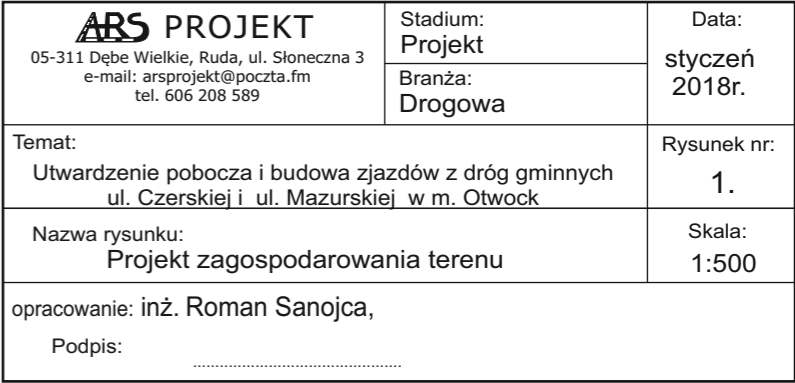 ARS PROJEKT
05-311 Dębe Wielkie, Ruda, ul. Słoneczna 3
e-mail: arsprojekt@poczta.fm
tel. 606 208 589
Stadium:
Projekt
Branża:
Drogowa
Data:
styczeń
2018r.
Temat:
Utwardzenie pobocza i budowa zjazdów z dróg gminnych
ul. Czerskiej i ul. Mazurskiej w m. Otwock
Rysunek nr:
1.
Nazwa rysunku:
Projekt zagospodarowania terenu
Skala:
1:500
opracowanie: inż. Roman Sanojca,
Podpis: